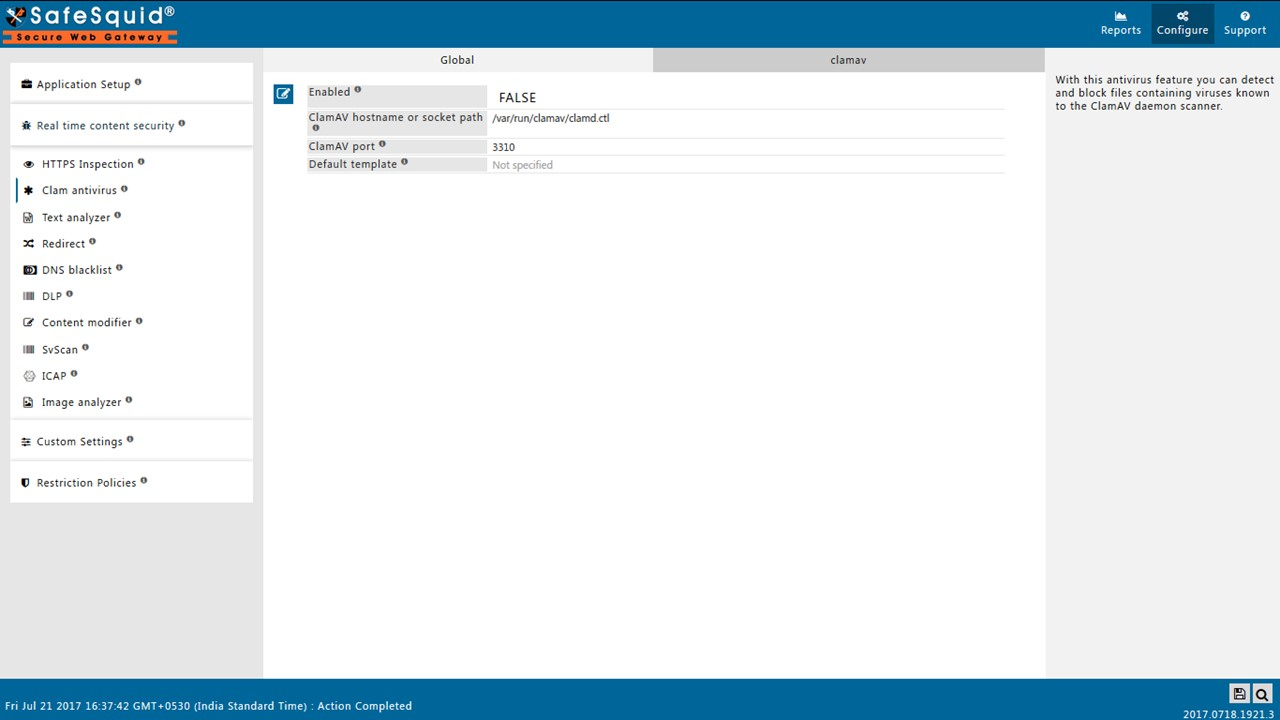 SafeSquid®
Secure Web Gateway
Reports
Configure
Support
Application Setup
Real time content security
HTTPS Inspection
Clam antivirus
Text analyzer
Redirect
DNS blacklist
DLP
Content modifier
SvScan
ICAP
Image analyzer
Custom Settings
Restriction Policies
Global
clamav
Enabled
FALSE
ClamAV hostname or socket path
/var/run/clamav/clamd.ctl
ClamAV port
3310
Default template
Not specified
With this antivirus feature you can detect
and block files containing viruses known
to the ClamAV daemon scanner.
Fri Jul 21 2017 16:37:42 GMT+0530 (India Standard Time) : Action Completed
2017.0718.1921.3